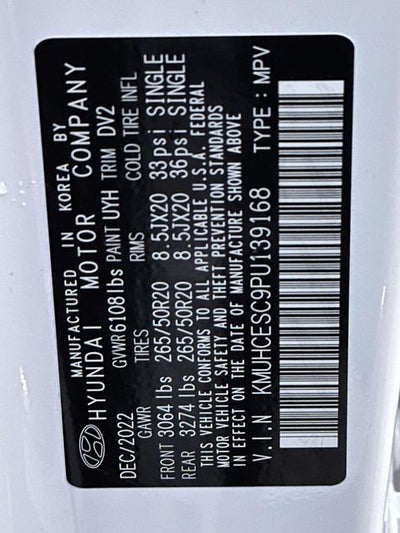 MANUFACTURED IN KOREA BY
HYUNDAI MOTOR COMPANY
DEC/2022 GVWR 6108 lbs PAINT UYH TRIM DV2
GAWR TIRES RIMS COLD TIRE INFL
FRONT 3064 lbs 265/50R20 8.5JX20 33psi SINGLE
REAR 3274 lbs 265/50R20 8.5JX20 36psi SINGLE
THIS VEHICLE CONFORMS TO ALL APPLICABLE U.S.A. FEDERAL
MOTOR VEHICLE SAFETY AND THEFT PREVENTION STANDARDS
IN EFFECT ON THE DATE OF MANUFACTURE SHOWN ABOVE
V.I.N KMUHCESC9PU139168 TYPE : MPV